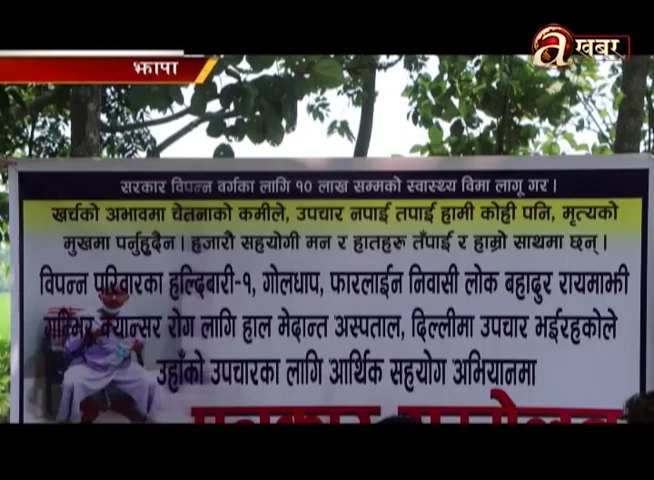 a खबर
झापा
सरकार विपन्न वर्गका लागि १० लाख सम्मको स्वास्थ्य विमा लागू गर ।
खर्चको अभावमा चेतनाको कमीले, उपचार नपाई तपाई हामी कोही पनि, मृत्यको
मुखमा पर्नुहुदैन । हजारौ सहयोगी मन र हातहरु तँपाई र हाम्रो साथमा छन् ।
विपन्न परिवारका हल्दिबारी-१, गोलधाप, फारलाईन निवासी लोक बहादुर रायमाझी
गम्भिर क्यान्सर रोग लागि हाल मेदान्त अस्पताल, दिल्लीमा उपचार भईरहकोले
उहाँको उपचारका लागि आर्थिक सहयोग अभियानमा